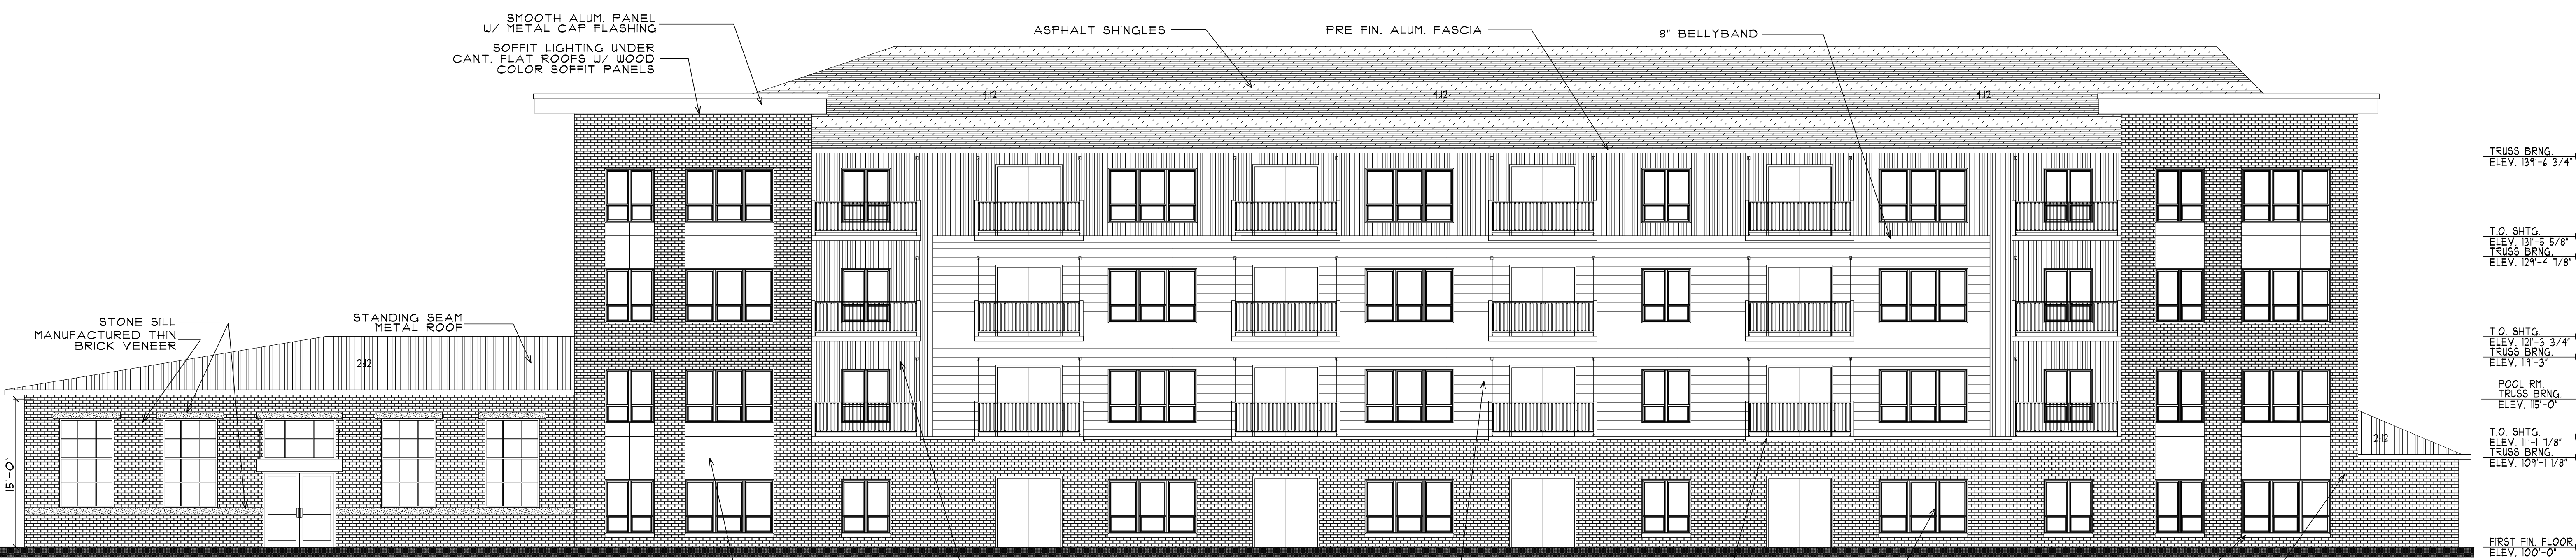 SMOOTH ALUM. PANEL
W/ METAL CAP FLASHING
SOFFIT LIGHTING UNDER
CANT. FLAT ROOFS W/ WOOD
COLOR SOFFIT PANELS
ASPHALT SHINGLES
PRE-FIN. ALUM. FASCIA
8" BELLYBAND
4:12
4:12
4:12
TRUSS BRNG.
ELEV. 139'-6 3/4"
T.O. SHTG.
ELEV. 131'-5 5/8"
TRUSS BRNG.
ELEV. 129'-4 7/8"
STONE SILL
MANUFACTURED THIN
BRICK VENEER
STANDING SEAM
METAL ROOF
2:12
T.O. SHTG.
ELEV. 121'-3 3/4"
TRUSS BRNG.
ELEV. 119'-3"
POOL RM.
TRUSS BRNG.
ELEV. 115'-0"
2:12
T.O. SHTG.
ELEV. 111'-1 7/8"
TRUSS BRNG.
ELEV. 109'-1 1/8"
15'-0"
FIRST FIN. FLOOR
ELEV. 100'-0"